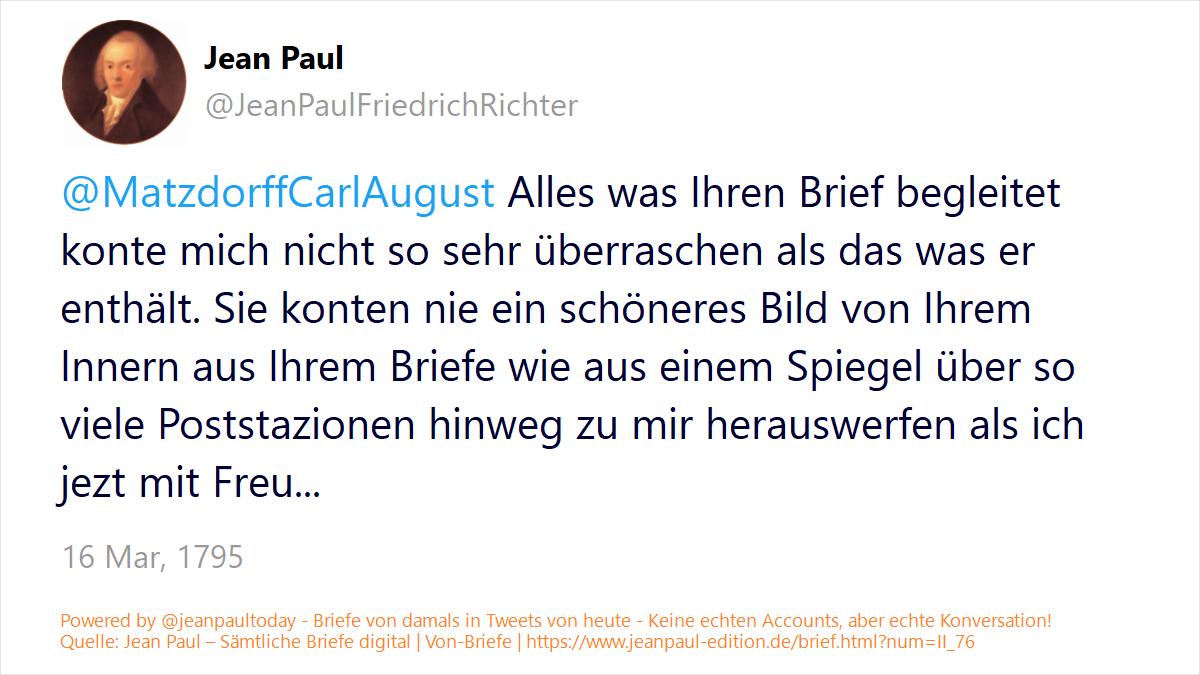 Jean Paul
@JeanPaulFriedrichRichter
@MatzdorffCarlAugust Alles was Ihren Brief begleitet
konte mich nicht so sehr überraschen als das was er
enthält. Sie konten nie ein schöneres Bild von Ihrem
Innern aus Ihrem Briefe wie aus einem Spiegel über so
viele Poststazionen hinweg zu mir herauswerfen als ich
jezt mit Freu...
16 Mar, 1795
Powered by @jeanpaultoday - Briefe von damals in Tweets von heute - Keine echten Accounts, aber echte Konversation!
Quelle: Jean Paul – Sämtliche Briefe digital | Von-Briefe | https://www.jeanpaul-edition.de/brief.html?num=II_76